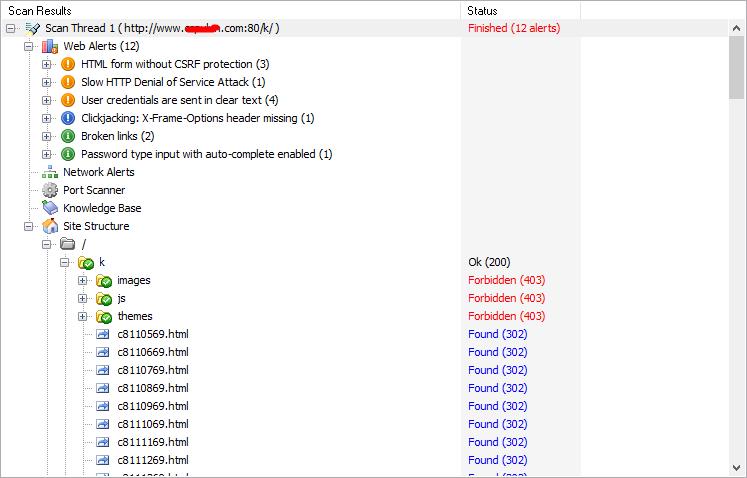 Scan Results Status
Scan Thread 1 ( http://www. .com:80/k/ ) Finished (12 alerts)
Web Alerts (12)
HTML form without CSRF protection (3)
Slow HTTP Denial of Service Attack (1)
User credentials are sent in clear text (4)
Clickjacking: X-Frame-Options header missing (1)
Broken links (2)
Password type input with auto-complete enabled (1)
Network Alerts
Port Scanner
Knowledge Base
Site Structure
/
k Ok (200)
images Forbidden (403)
js Forbidden (403)
themes Forbidden (403)
c8110569.html Found (302)
c8110669.html Found (302)
c8110769.html Found (302)
c8110869.html Found (302)
c8110969.html Found (302)
c8111069.html Found (302)
c8111169.html Found (302)
c8111269.html Found (302)